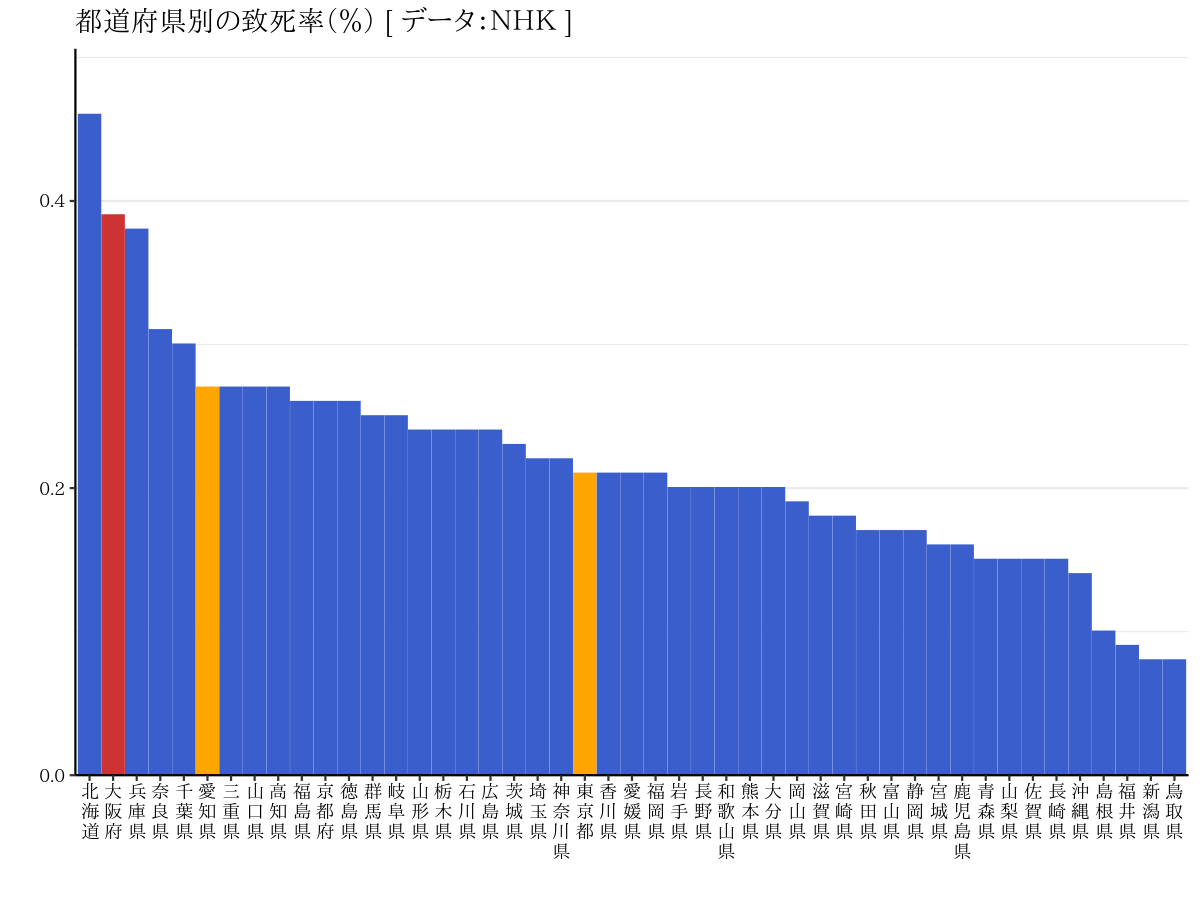 都道府県別の致死率(%) [ データ:NHK ]
0.4
0.2
0.0
北海道
大阪府
兵庫県
奈良県
千葉県
愛知県
三重県
山口県
高知県
福島県
京都府
徳島県
群馬県
岐阜県
山形県
栃木県
石川県
広島県
茨城県
埼玉県
神奈川県
東京都
香川県
愛媛県
福岡県
岩手県
長野県
和歌山県
熊本県
大分県
岡山県
滋賀県
宮崎県
秋田県
富山県
静岡県
宮城県
鹿児島県
青森県
山梨県
佐賀県
長崎県
沖縄県
島根県
福井県
新潟県
鳥取県